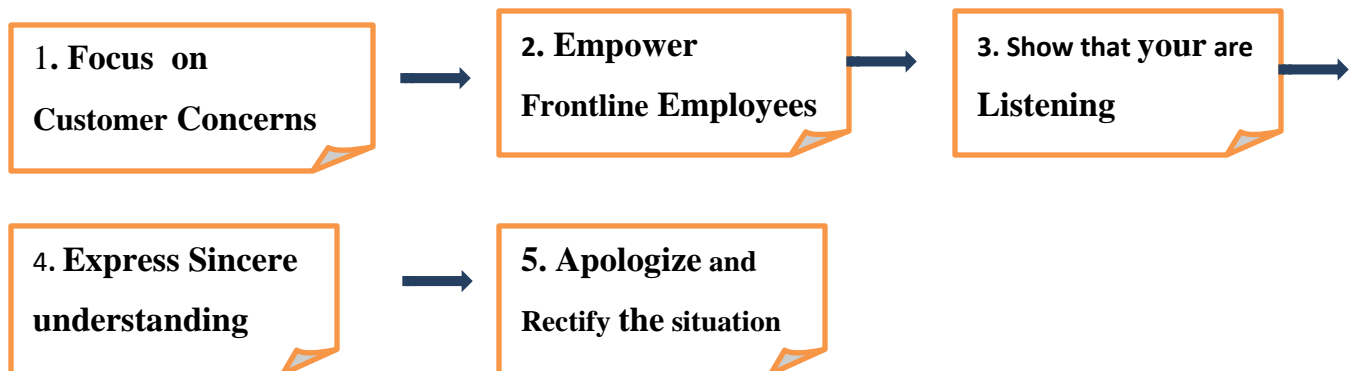 1. Focus on
Customer Concerns
2. Empower
Frontline Employees
3. Show that your are
Listening
4. Express Sincere
understanding
5. Apologize and
Rectify the situation